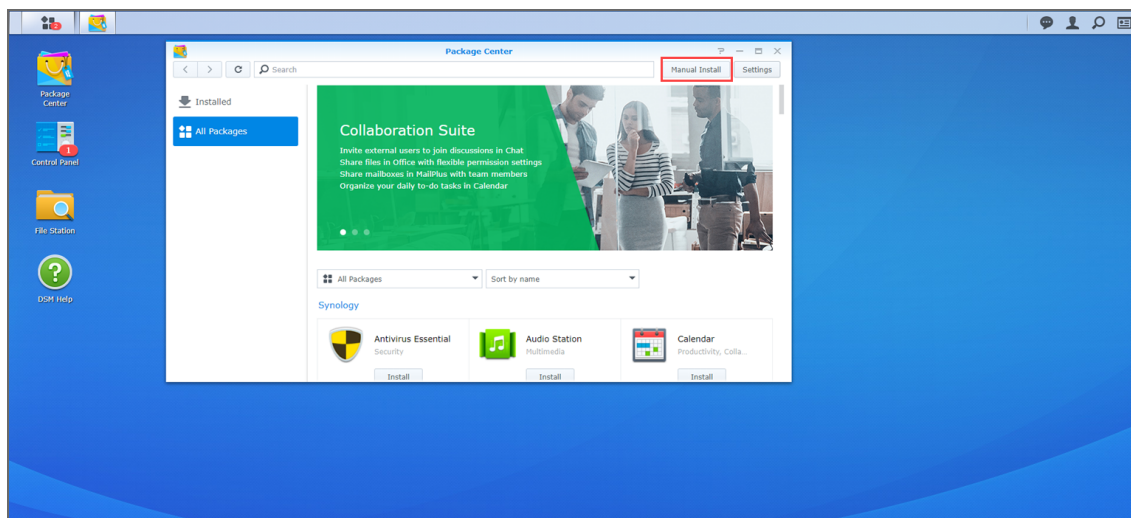 2
Package Center
Search
Manual Install
Settings
Package
Center
1
Control Panel
File Station
?
DSM Help
Installed
All Packages
Collaboration Suite
Invite external users to join discussions in Chat
Share files in Office with flexible permission settings
Share mailboxes in MailPlus with team members
Organize your daily to-do tasks in Calendar
All Packages
Sort by name
Synology
Antivirus Essential
Security
Install
Audio Station
Multimedia
Install
Calendar
Productivity, Colla...
Install